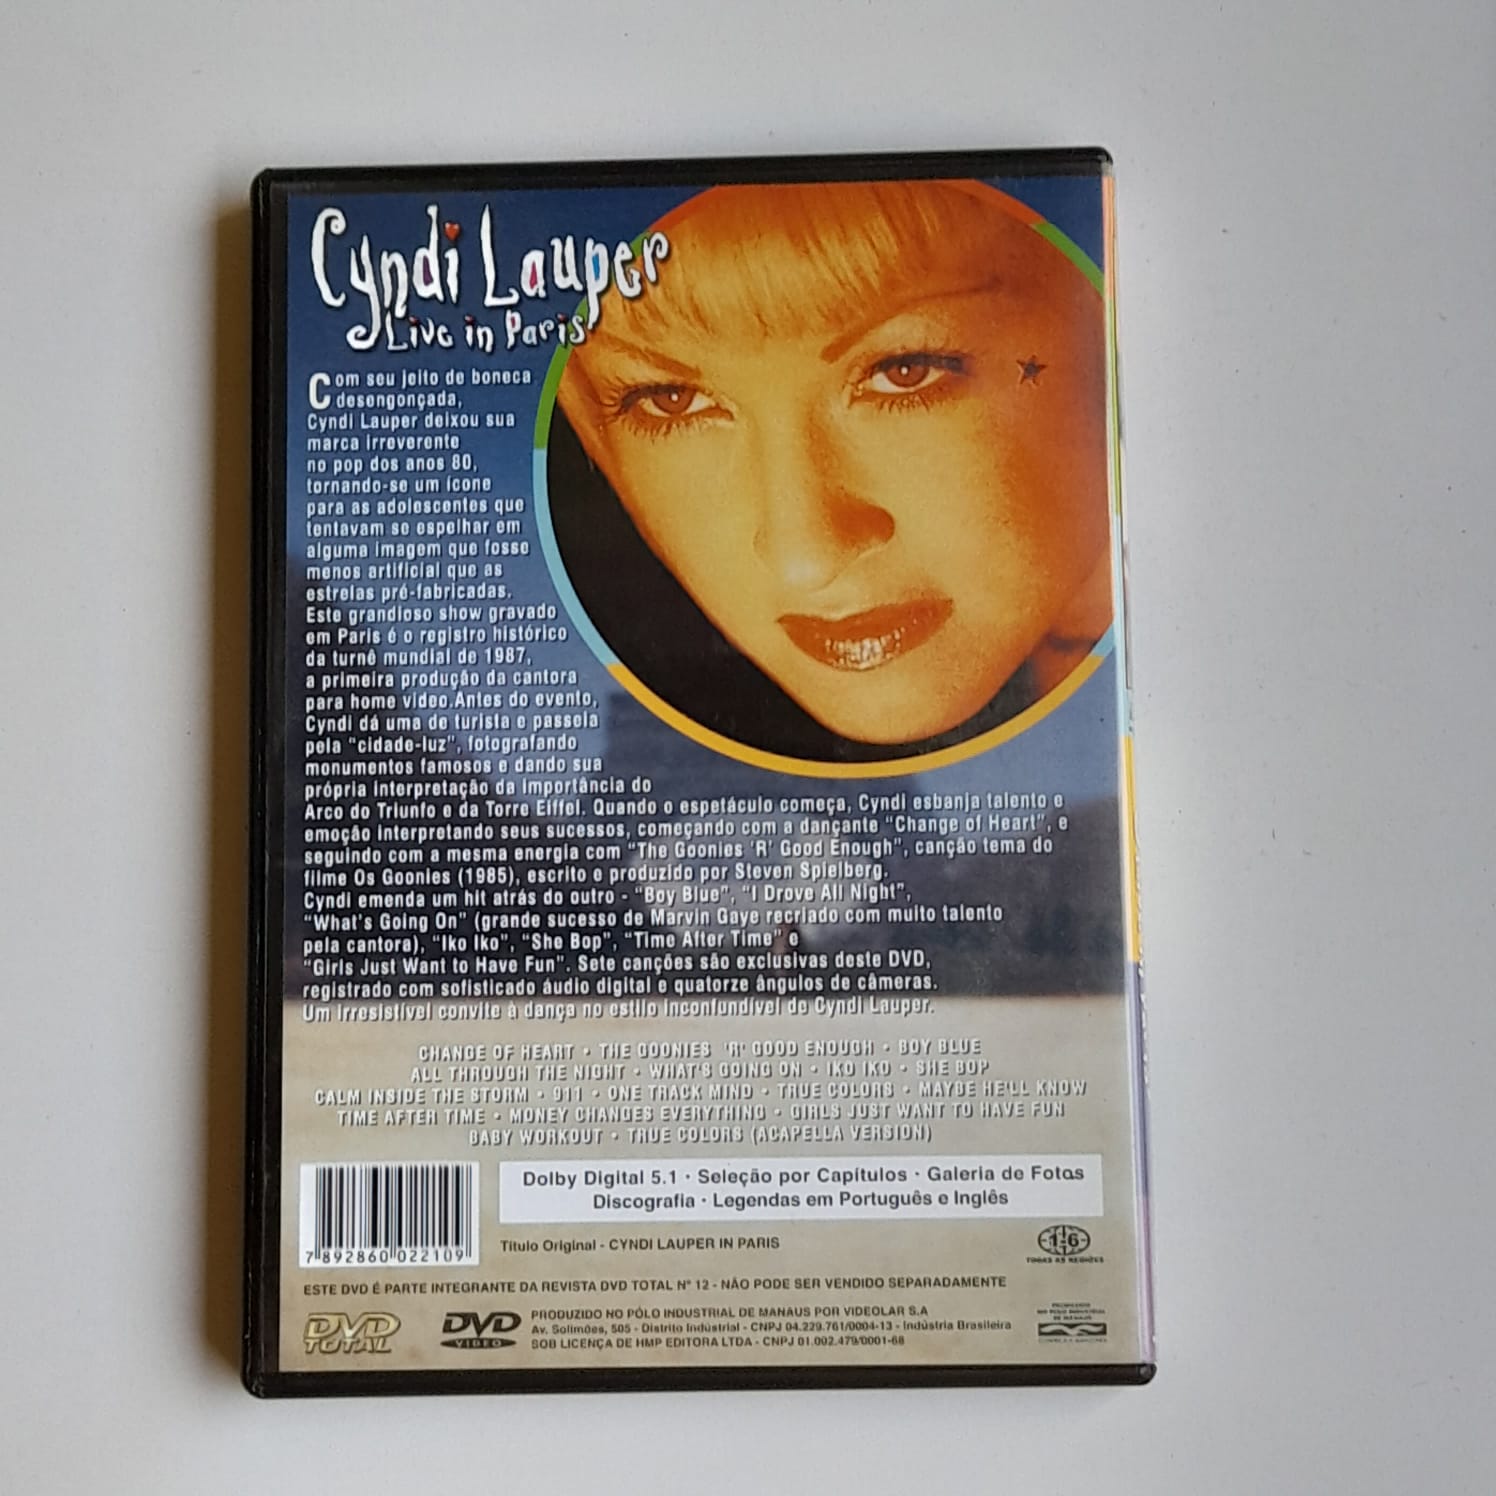 Cyndi Lauper
Live in Paris
Com seu jeito de boneca
desengonçada,
Cyndi Lauper deixou sua
marca irreverente
no pop dos anos 80,
tornando-se um ícone
para as adolescentes que
tentavam se espelhar em
alguma imagem que fosse
menos artificial que as
estrelas pré-fabricadas.
Este grandioso show gravado
em Paris é o registro histórico
da turnê mundial de 1987,
a primeira produção da cantora
para home video.Antes do evento,
Cyndi dá uma de turista e passeia
pela "cidade-luz", fotografando
monumentos famosos e dando sua
própria interpretação da importância do
Arco do Triunfo e da Torre Eiffel. Quando o espetáculo começa, Cyndi esbanja talento e
emoção interpretando seus sucessos, começando com a dançante "Change of Heart", e
seguindo com a mesma energia com "The Goonies 'R' Good Enough", canção tema do
filme Os Goonies (1985), escrito e produzido por Steven Spielberg.
Cyndi emenda um hit atrás do outro - "Boy Blue", "I Drove All Night",
"What's Going On" (grande sucesso de Marvin Gaye recriado com muito talento
pela cantora), "Iko Iko", "She Bop", "Time After Time" e
"Girls Just Want to Have Fun". Sete canções são exclusivas deste DVD,
registrado com sofisticado áudio digital e quatorze ângulos de câmeras.
Um irresistível convite à dança no estilo inconfundível de Cyndi Lauper.
CHANGE OF HEART • THE GOONIES 'R' GOOD ENOUGH • BOY BLUE
ALL THROUGH THE NIGHT • WHAT'S GOING ON • IKO IKO • SHE BOP
CALM INSIDE THE STORM • 911 • ONE TRACK MIND • TRUE COLORS • MAYBE HE'LL KNOW
TIME AFTER TIME • MONEY CHANGES EVERYTHING • GIRLS JUST WANT TO HAVE FUN
BABY WORKOUT • TRUE COLORS (ACAPELLA VERSION)
Dolby Digital 5.1 · Seleção por Capítulos · Galeria de Fotos
Discografia · Legendas em Português e Inglês
7 892860 022109
Título Original - CYNDI LAUPER IN PARIS
1-6
TODAS AS REGIÕES
ESTE DVD É PARTE INTEGRANTE DA REVISTA DVD TOTAL N° 12 - NÃO PODE SER VENDIDO SEPARADAMENTE
DVD TOTAL
DVD VIDEO
PRODUZIDO NO PÓLO INDUSTRIAL DE MANAUS POR VIDEOLAR S.A
Av. Solimões, 505 - Distrito Industrial - CNPJ 04.229.761/0004-13 - Indústria Brasileira
SOB LICENÇA DE HMP EDITORA LTDA - CNPJ 01.002.479/0001-68
PRODUZIDO
NO PÓLO INDUSTRIAL
DE MANAUS